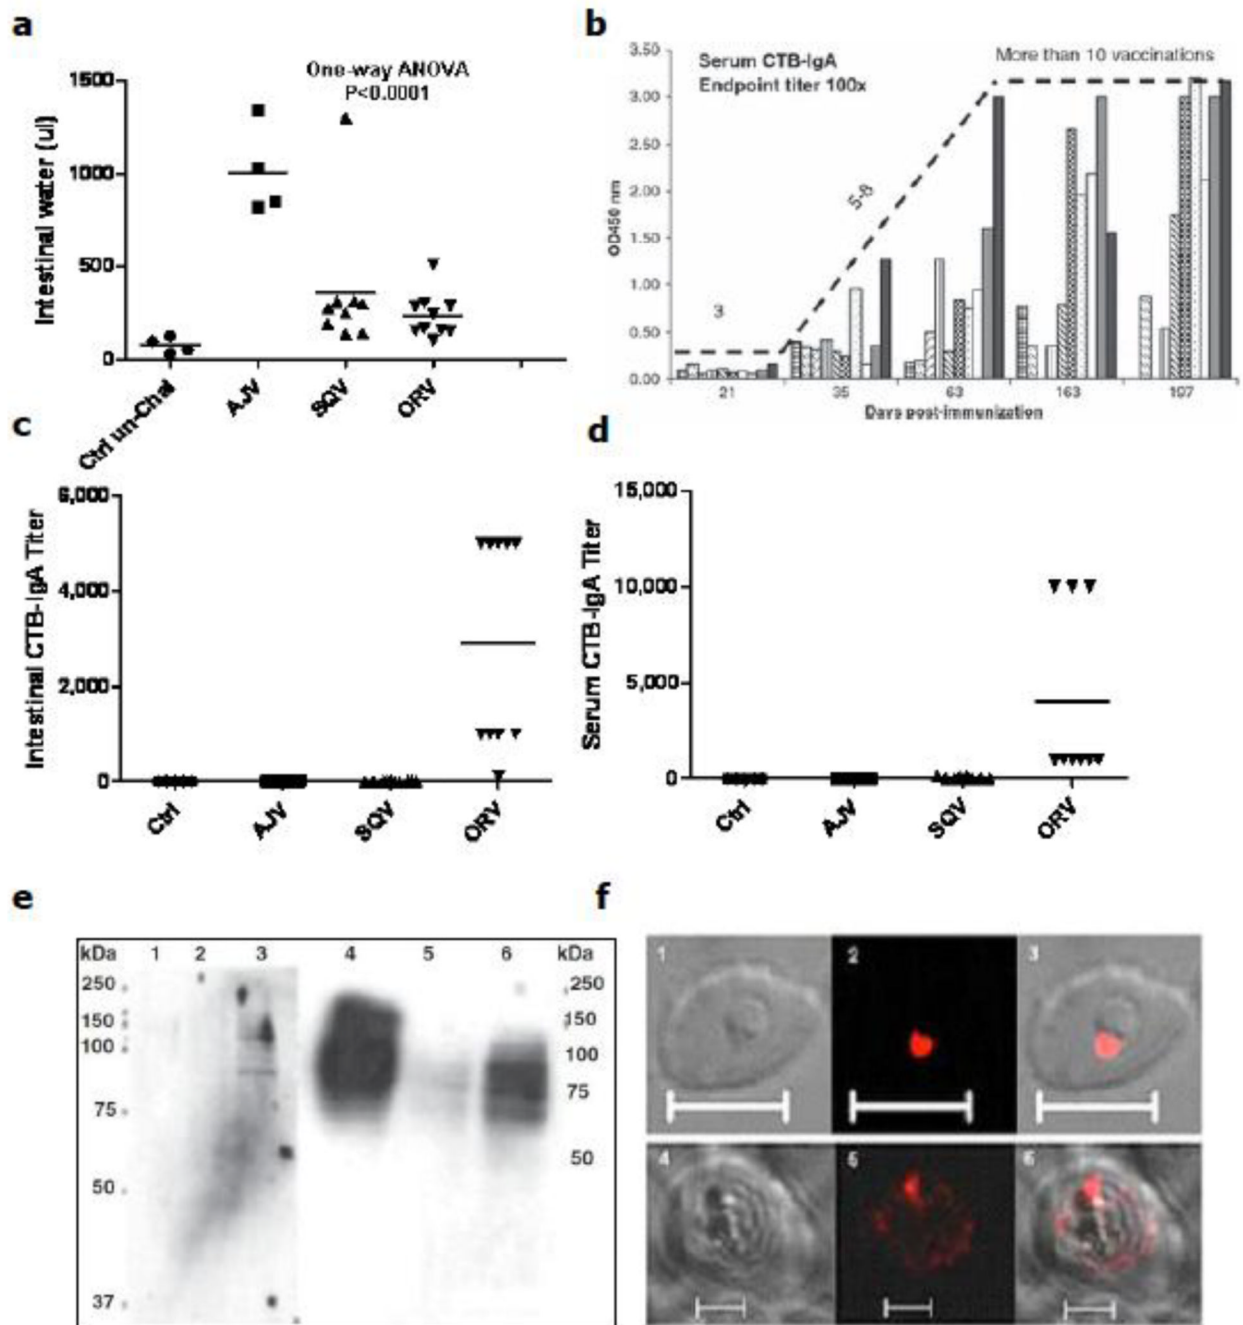 a
One-way ANOVA
P<0.0001
Intestinal water (ul)
1500
1000
500
0
Ctrl un-Chal
AJV
SQV
ORV
b
Serum CTB-IgA
Endpoint titer 100x
More than 10 vaccinations
5-8
3
OD450 nm
3.50
3.00
2.50
2.00
1.50
1.00
0.50
0.00
21 35 63 163 197
Days post-immunization
c
Intestinal CTB-IgA Titer
6,000
4,000
2,000
0
Ctrl
AJV
SQV
ORV
d
Serum CTB-IgA Titer
15,000
10,000
5,000
0
Ctrl
AJV
SQV
ORV
e
kDa 1 2 3 4 5 6 kDa
250 250
150 150
100 100
75 75
50 50
37
f
1 2 3
4 5 6